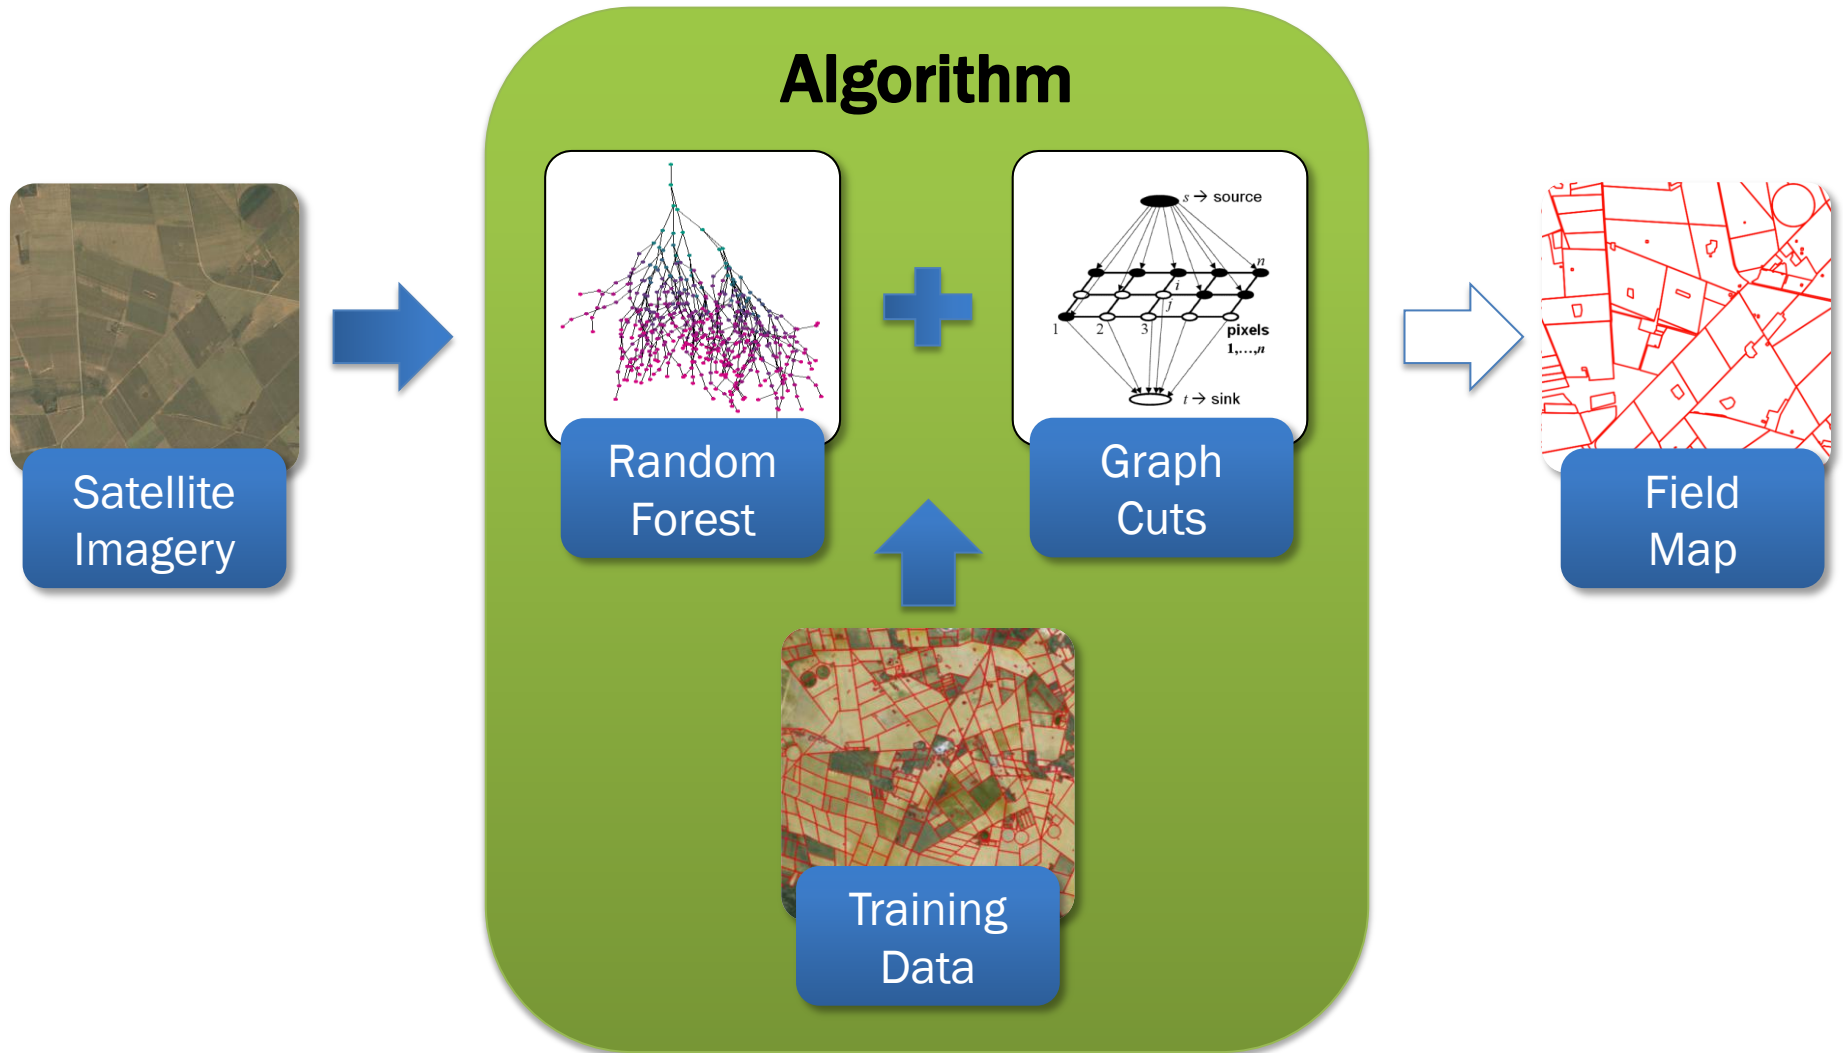 Algorithm
Satellite
Imagery
Random
Forest
s → source
n
i
j
1 2 3
pixels
1,...,n
t → sink
Graph
Cuts
Training
Data
Field
Map